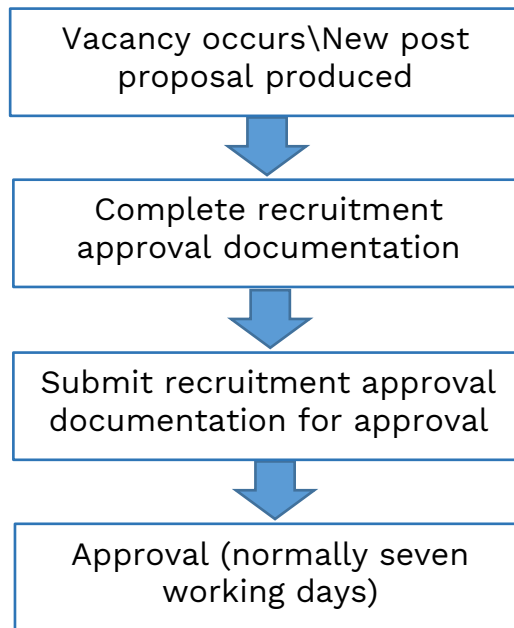 Vacancy occurs\New post
proposal produced
Complete recruitment
approval documentation
Submit recruitment approval
documentation for approval
Approval (normally seven
working days)